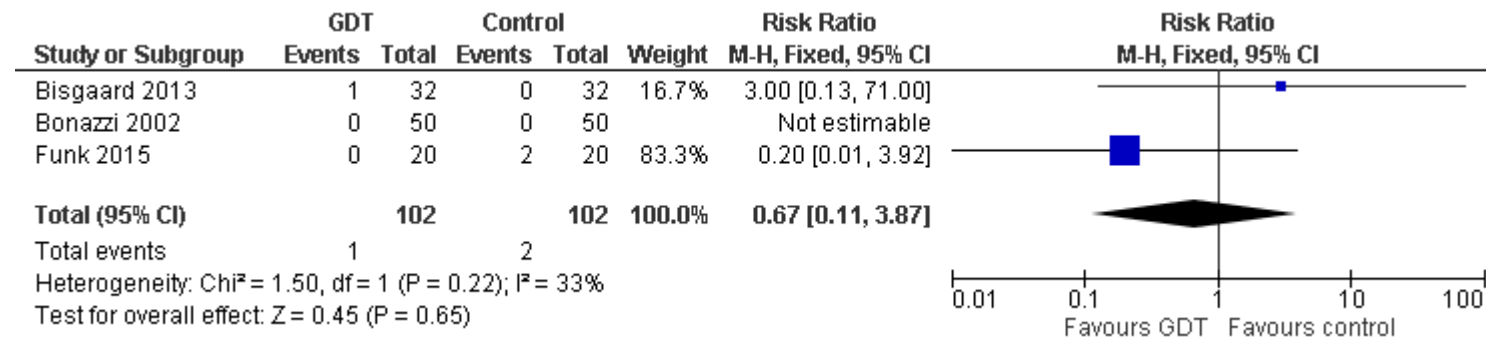 GDT Control Risk Ratio Risk Ratio
Study or Subgroup Events Total Events Total Weight M-H, Fixed, 95% CI M-H, Fixed, 95% CI
Bisgaard 2013 1 32 0 32 16.7% 3.00 [0.13, 71.00]
Bonazzi 2002 0 50 0 50 Not estimable
Funk 2015 0 20 2 20 83.3% 0.20 [0.01, 3.92]
Total (95% CI) 102 102 100.0% 0.67 [0.11, 3.87]
Total events 1 2
Heterogeneity: Chi² = 1.50, df = 1 (P = 0.22); I² = 33%
Test for overall effect: Z = 0.45 (P = 0.65)
0.01 0.1 1 10 100
Favours GDT Favours control